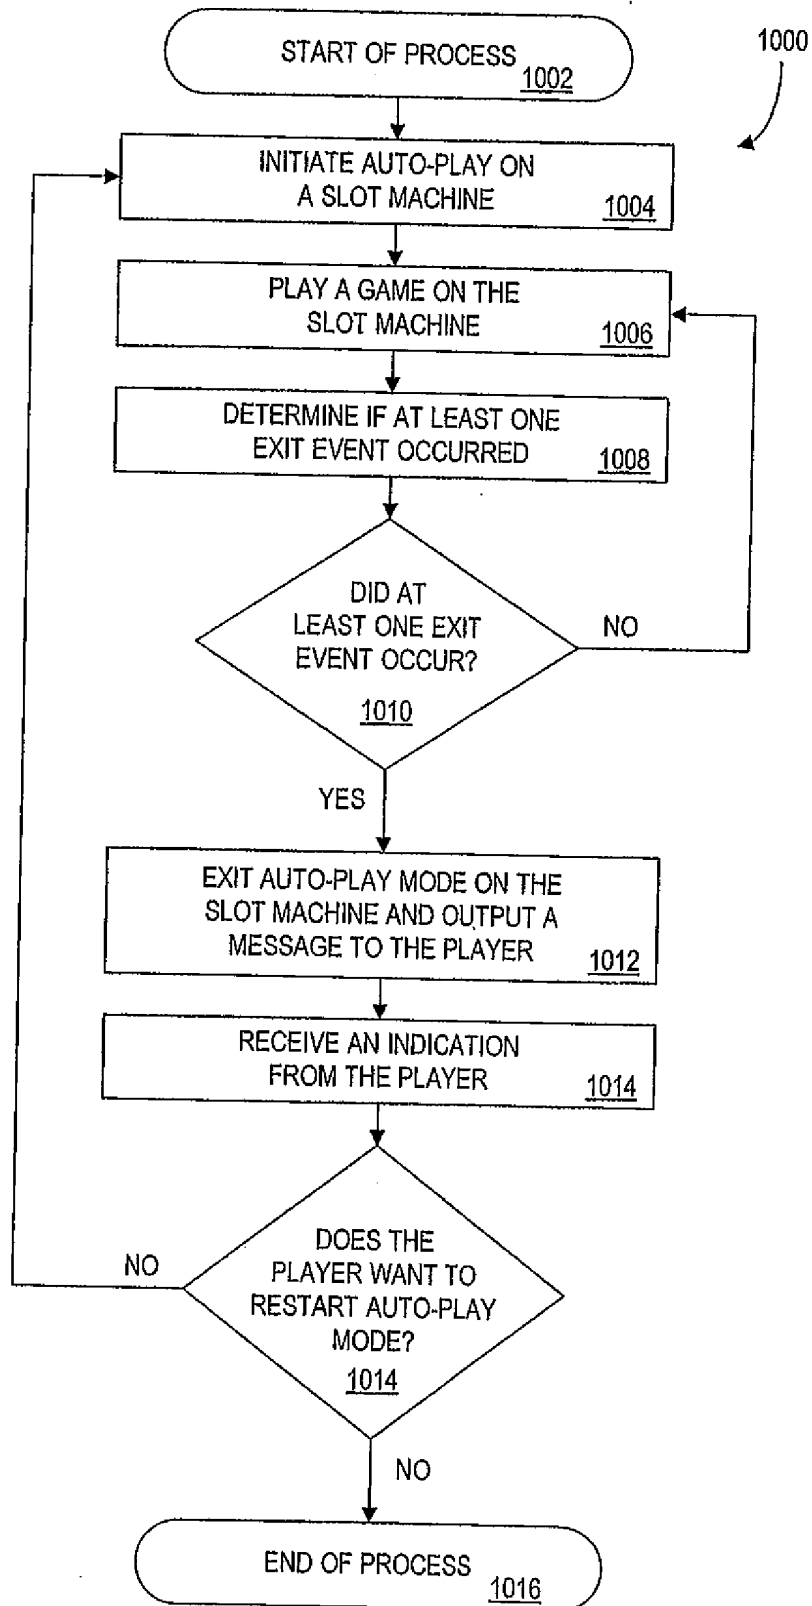 1000
START OF PROCESS
1002
INITIATE AUTO-PLAY ON
A SLOT MACHINE
1004
PLAY A GAME ON THE
SLOT MACHINE
1006
DETERMINE IF AT LEAST ONE
EXIT EVENT OCCURRED
1008
DID AT
LEAST ONE EXIT
EVENT OCCUR?
1010
NO
YES
EXIT AUTO-PLAY MODE ON THE
SLOT MACHINE AND OUTPUT A
MESSAGE TO THE PLAYER
1012
RECEIVE AN INDICATION
FROM THE PLAYER
1014
DOES THE
PLAYER WANT TO
RESTART AUTO-PLAY
MODE?
1014
NO
NO
END OF PROCESS
1016